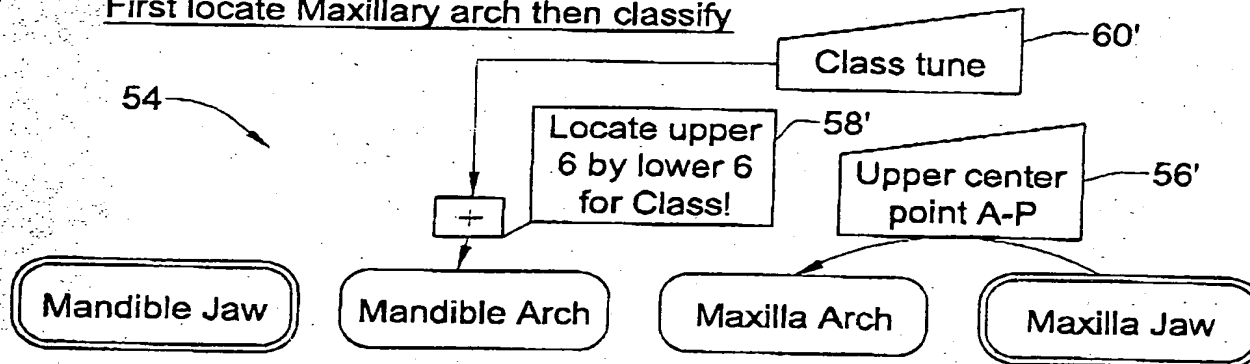 First locate Maxillary arch then classify
Class tune
60'
54
Locate upper
6 by lower 6
for Class!
58'
Upper center
point A-P
56'
+
Mandible Jaw
Mandible Arch
Maxilla Arch
Maxilla Jaw